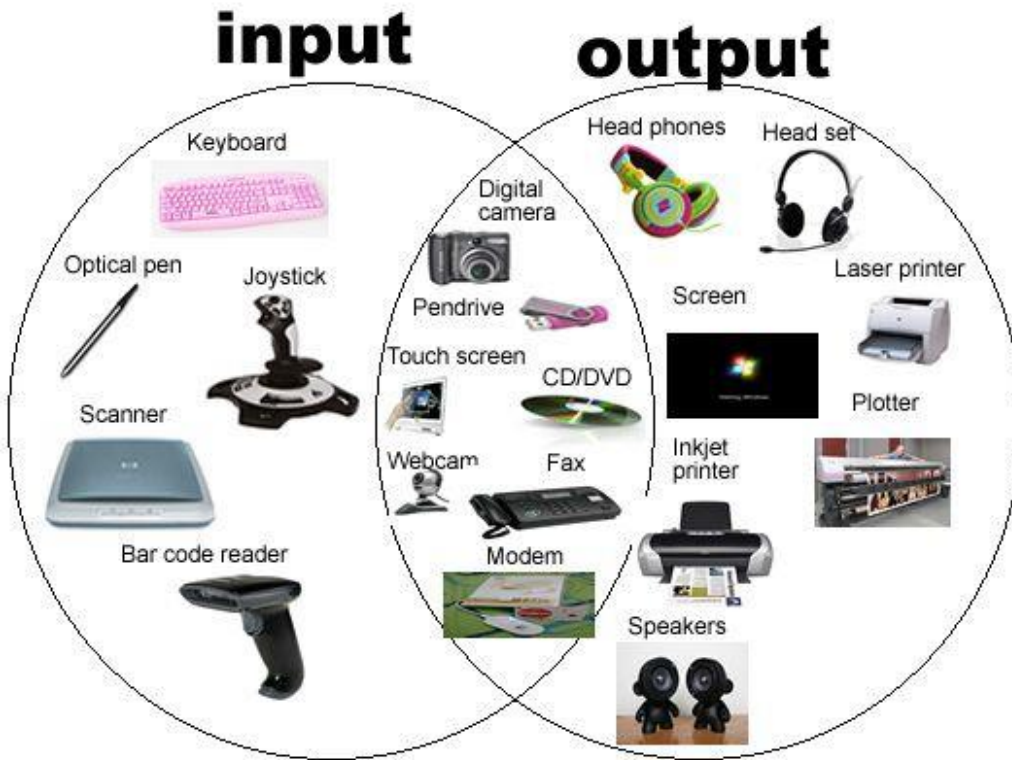 input
output
Keyboard
Optical pen
Joystick
Scanner
Bar code reader
Digital
camera
Pendrive
Touch screen
CD/DVD
Webcam
Fax
Modem
Head phones
Head set
Laser printer
Screen
Plotter
Inkjet
printer
Speakers